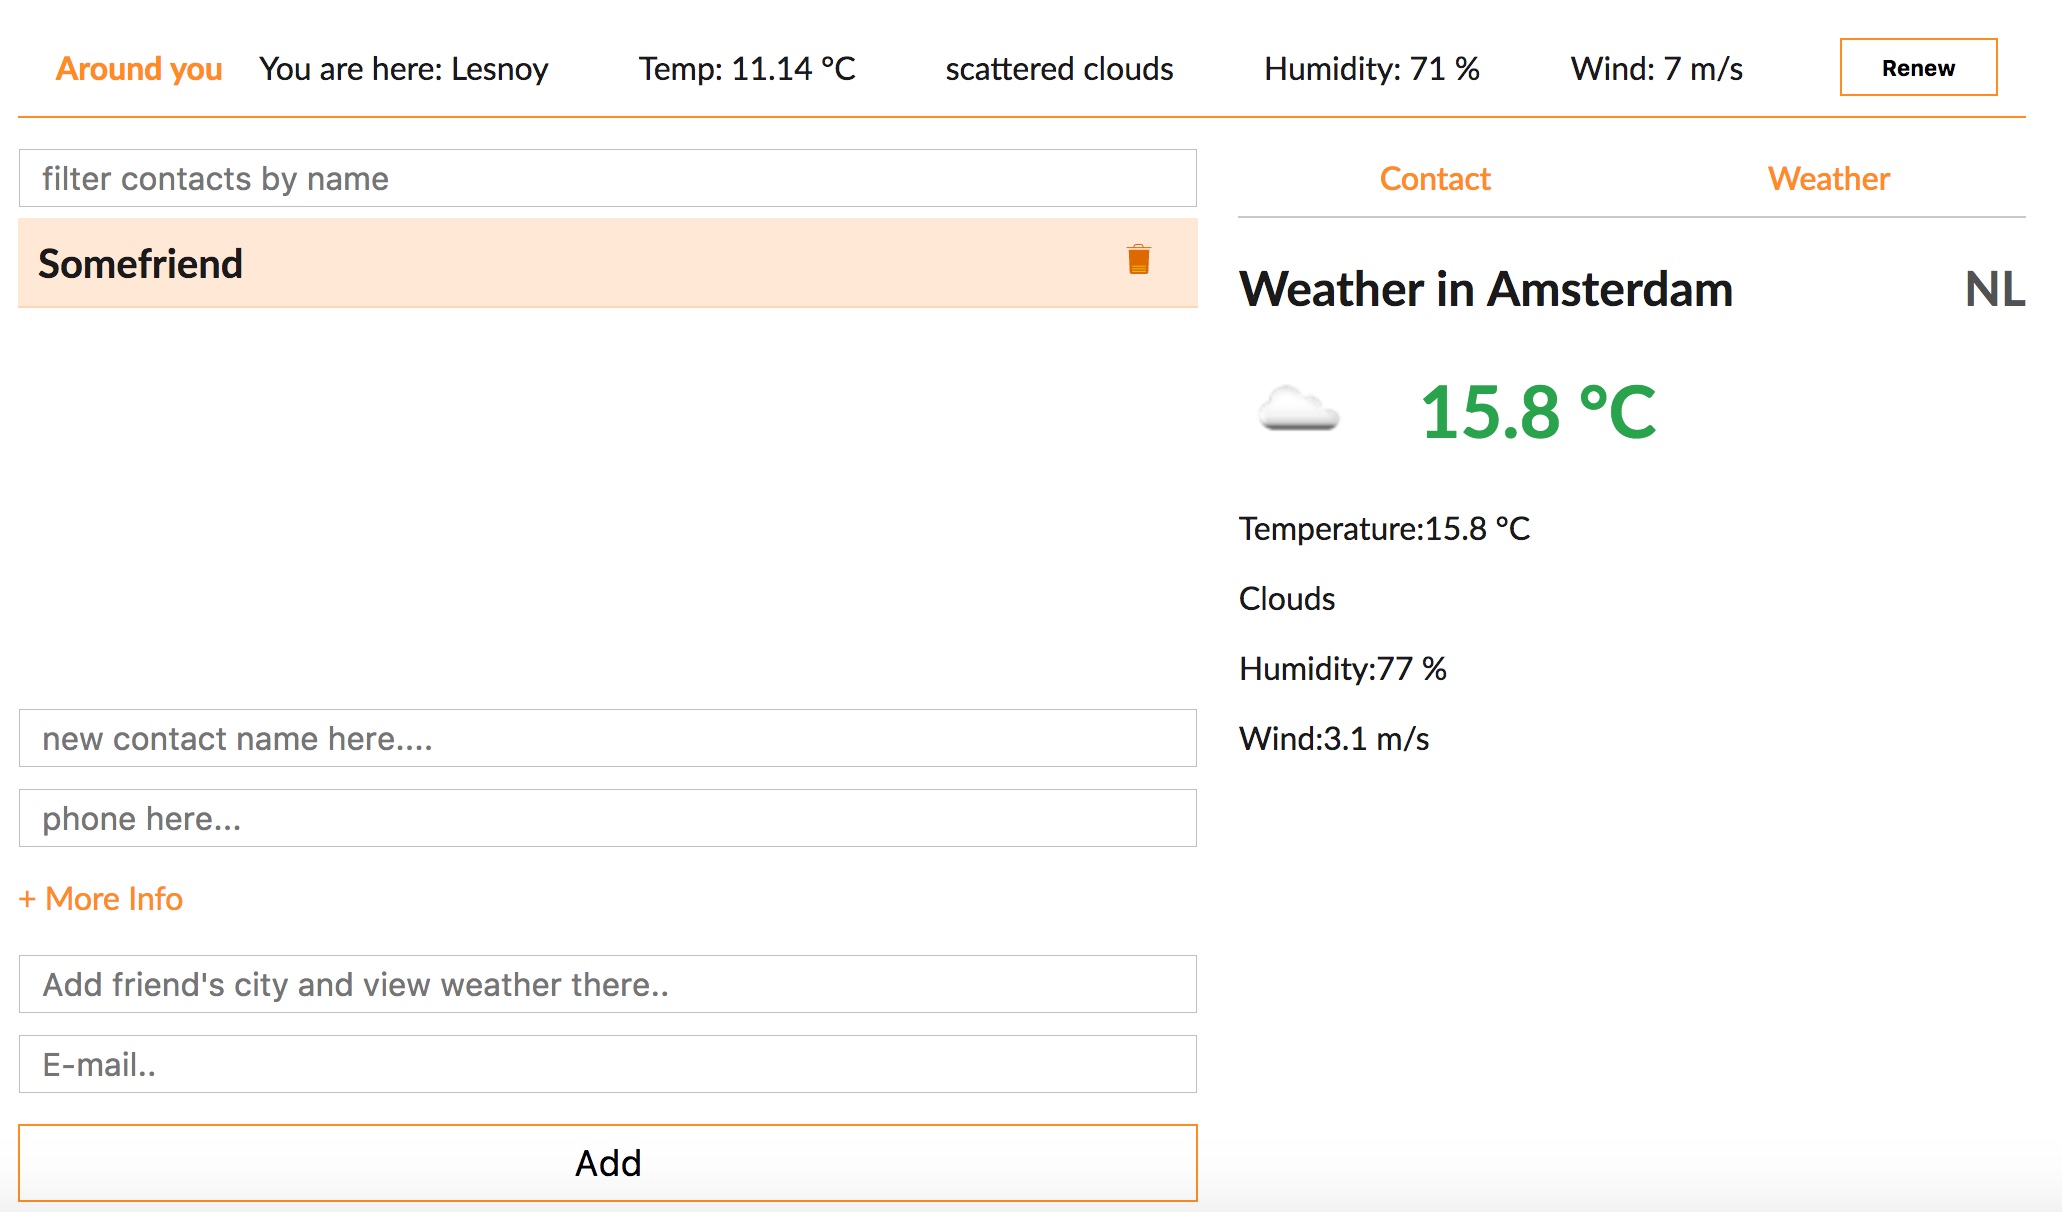 Around you You are here: Lesnoy Temp: 11.14 °C scattered clouds Humidity: 71 % Wind: 7 m/s Renew
filter contacts by name
Somefriend
new contact name here....
phone here...
+ More Info
Add friend's city and view weather there..
E-mail..
Add
Contact Weather
Weather in Amsterdam NL
15.8 °C
Temperature:15.8 °C
Clouds
Humidity:77 %
Wind:3.1 m/s